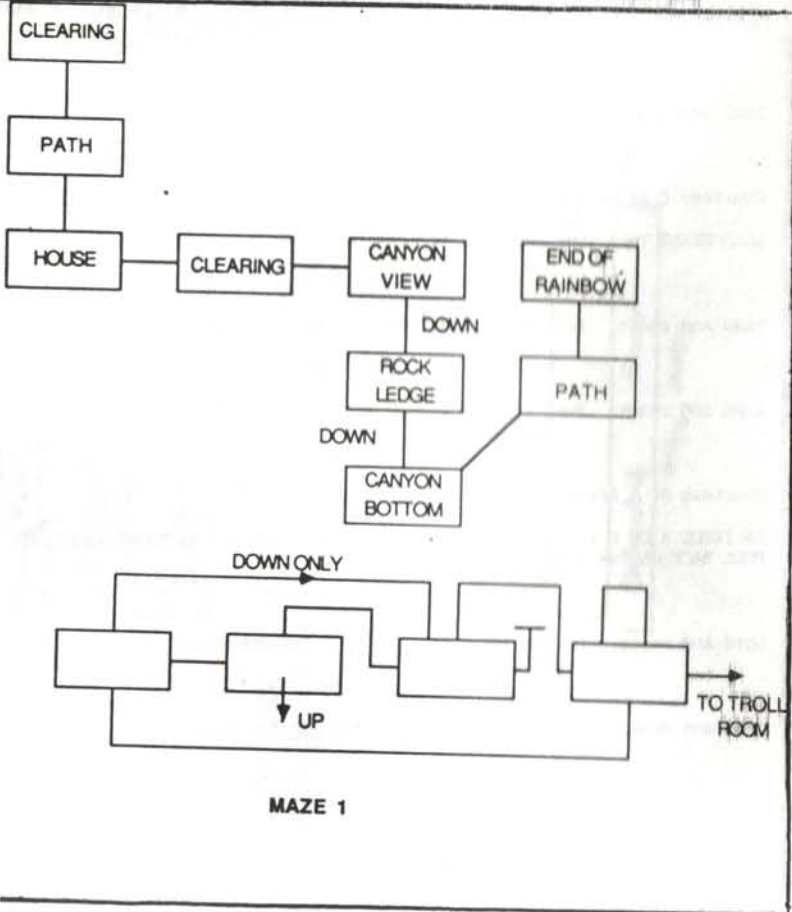 CLEARING
PATH
HOUSE
CLEARING
CANYON
VIEW
END OF
RAINBOW
DOWN
ROCK
LEDGE
PATH
DOWN
CANYON
BOTTOM
DOWN ONLY
UP
TO TROLL
ROOM
MAZE 1